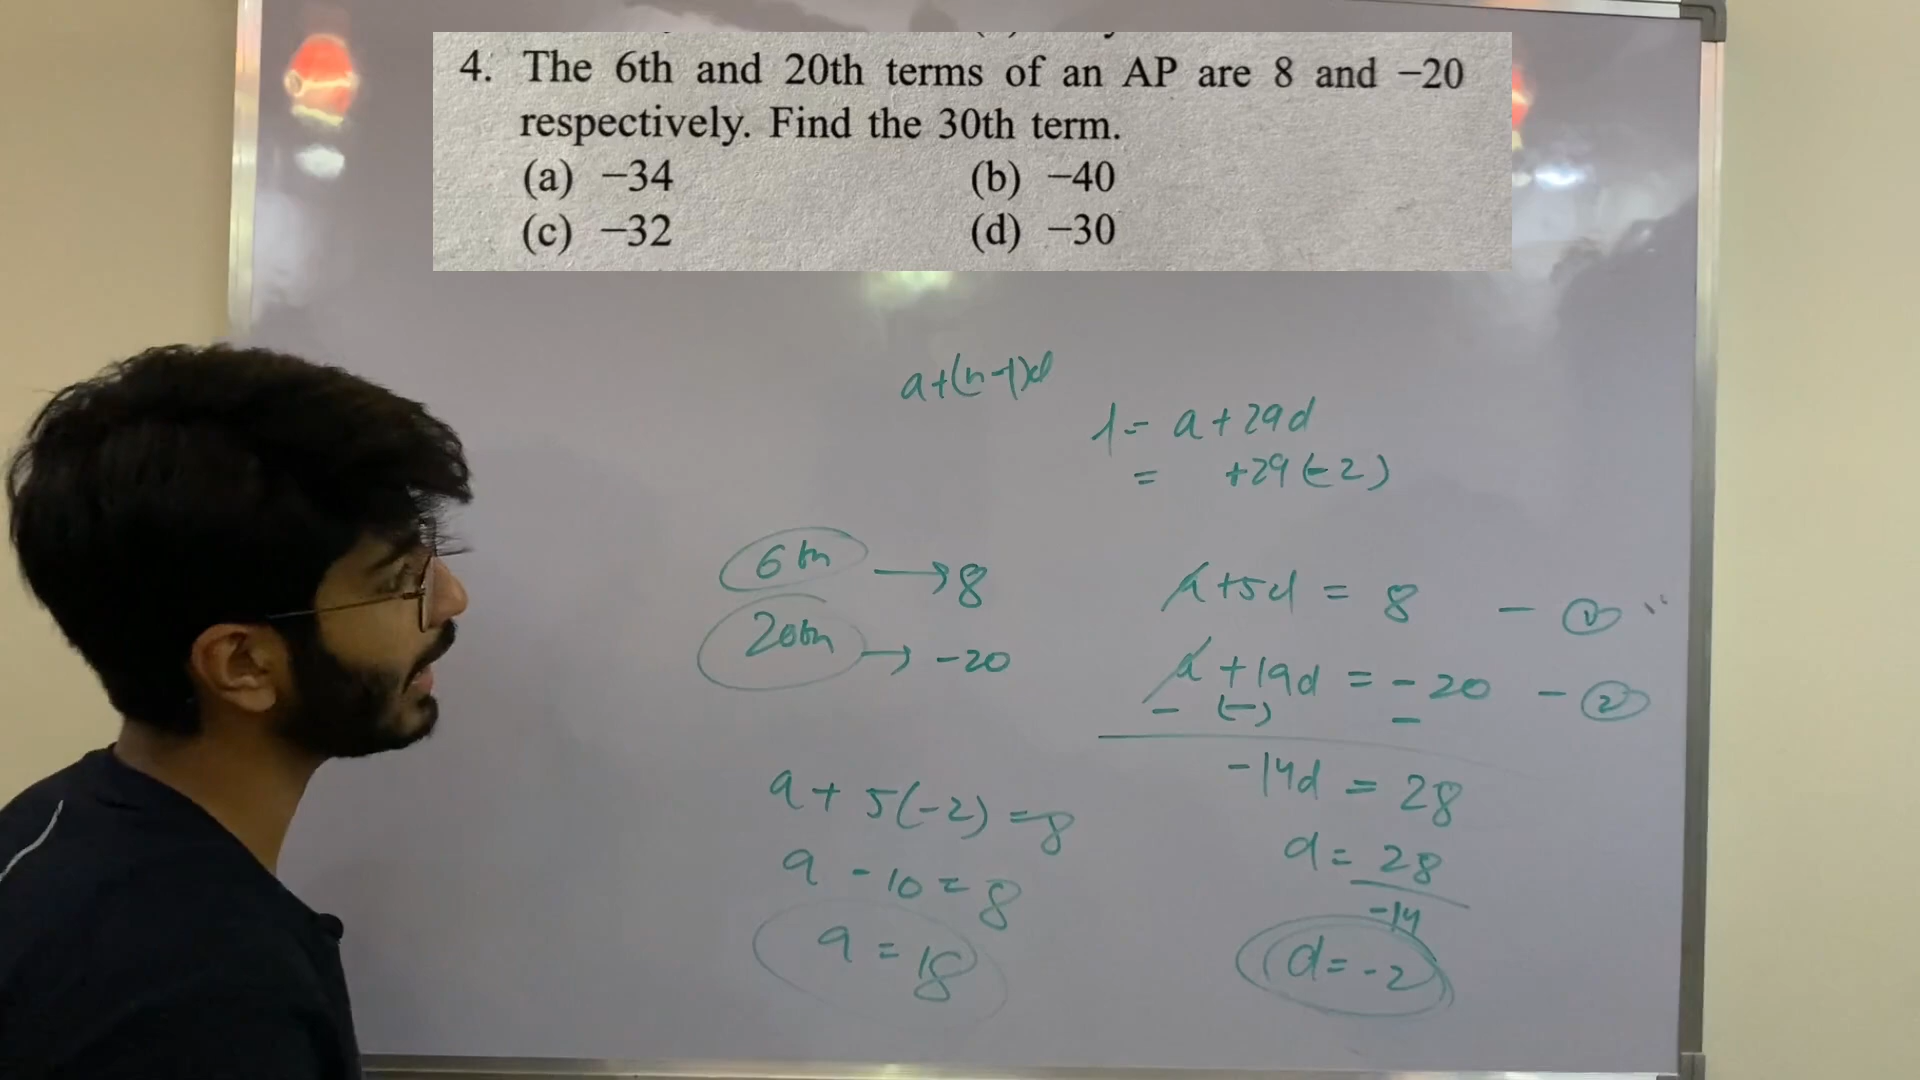 4. The 6th and 20th terms of an AP are 8 and −20
respectively. Find the 30th term.
(a) −34 (b) −40
(c) −32 (d) −30
a+(n-1)d
l = a+29d
= +29(-2)
6th → 8
20th → -20
a+5d = 8 - ①
a+19d = -20 - ②
- (-) -
-14d = 28
d = 28
-14
d = -2
a + 5(-2) = 8
a - 10 = 8
a = 18